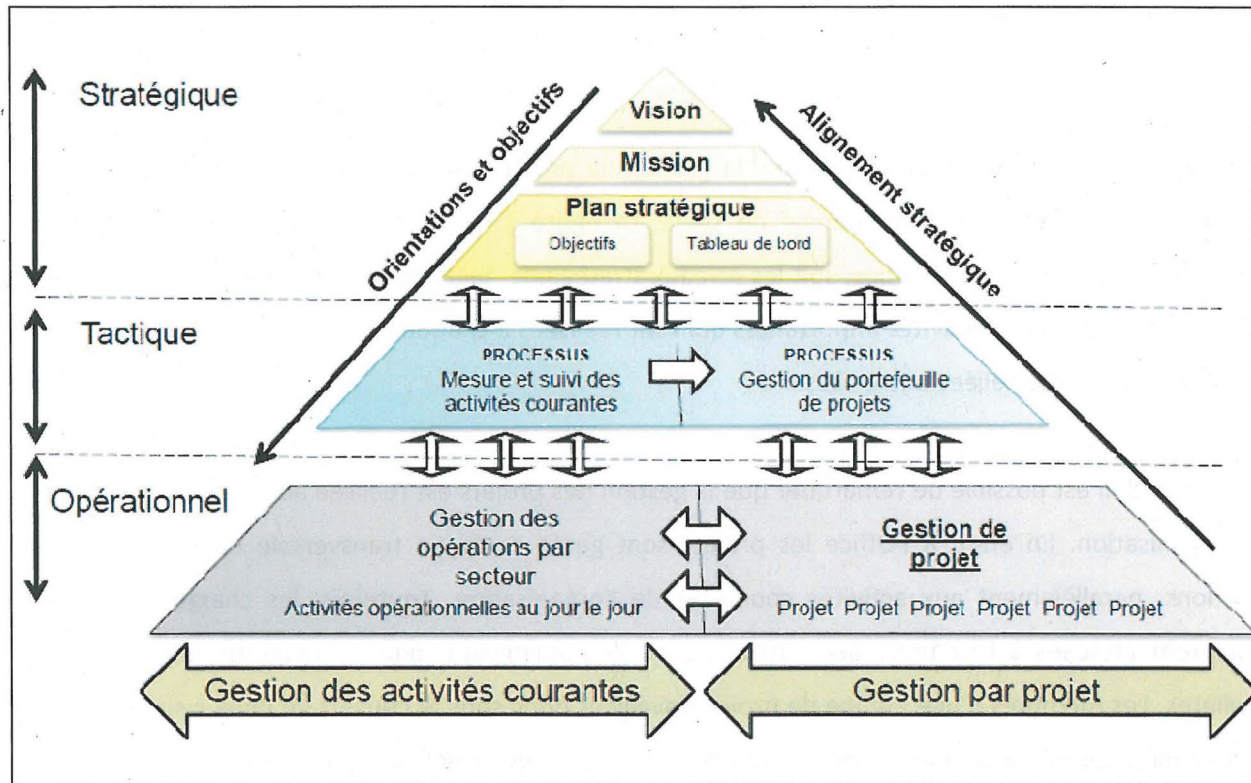 Stratégique
Orientations et objectifs
Vision
Mission
Plan stratégique
Objectifs
Tableau de bord
Alignement stratégique
Tactique
PROCESSUS
Mesure et suivi des
activités courantes
PROCESSUS
Gestion du portefeuille
de projets
Opérationnel
Gestion des
opérations par
secteur
Activités opérationnelles au jour le jour
Gestion de
projet
Projet Projet Projet Projet Projet Projet
Gestion des activités courantes
Gestion par projet